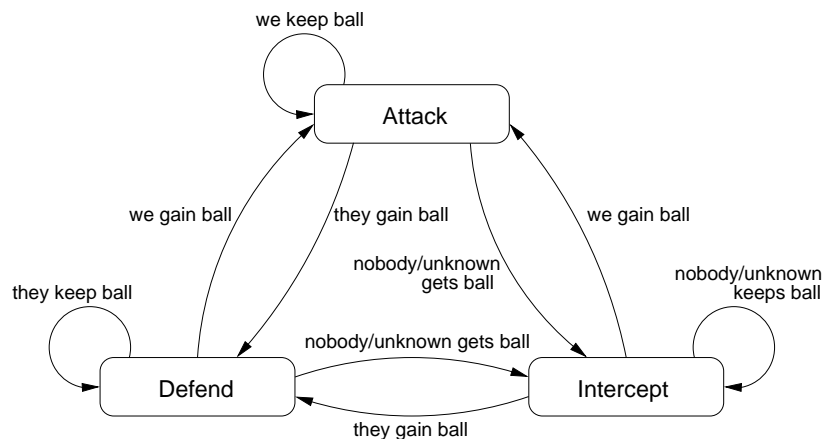 we keep ball
Attack
we gain ball
they gain ball
we gain ball
nobody/unknown
gets ball
nobody/unknown
keeps ball
they keep ball
nobody/unknown gets ball
Defend
Intercept
they gain ball